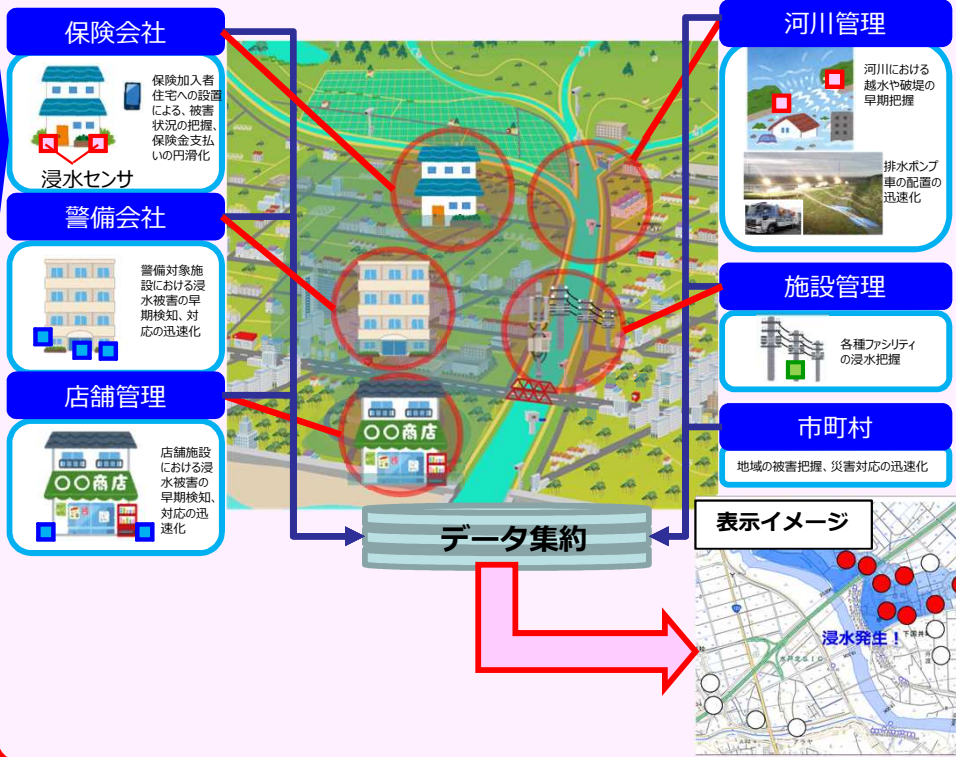 保険会社
保険加入者
住宅への設置
による、被害
状況の把握、
保険金支払
いの円滑化
浸水センサ
警備会社
警備対象施
設における浸
水被害の早
期検知、対
応の迅速化
店舗管理
〇〇商店
店舗施設
における浸
水被害の
早期検知、
対応の迅
速化
〇〇商店
河川管理
河川における
越水や破堤の
早期把握
排水ポンプ
車の配置の
迅速化
施設管理
各種ファシリティ
の浸水把握
市町村
地域の被害把握、災害対応の迅速化
データ集約
表示イメージ
浸水発生！